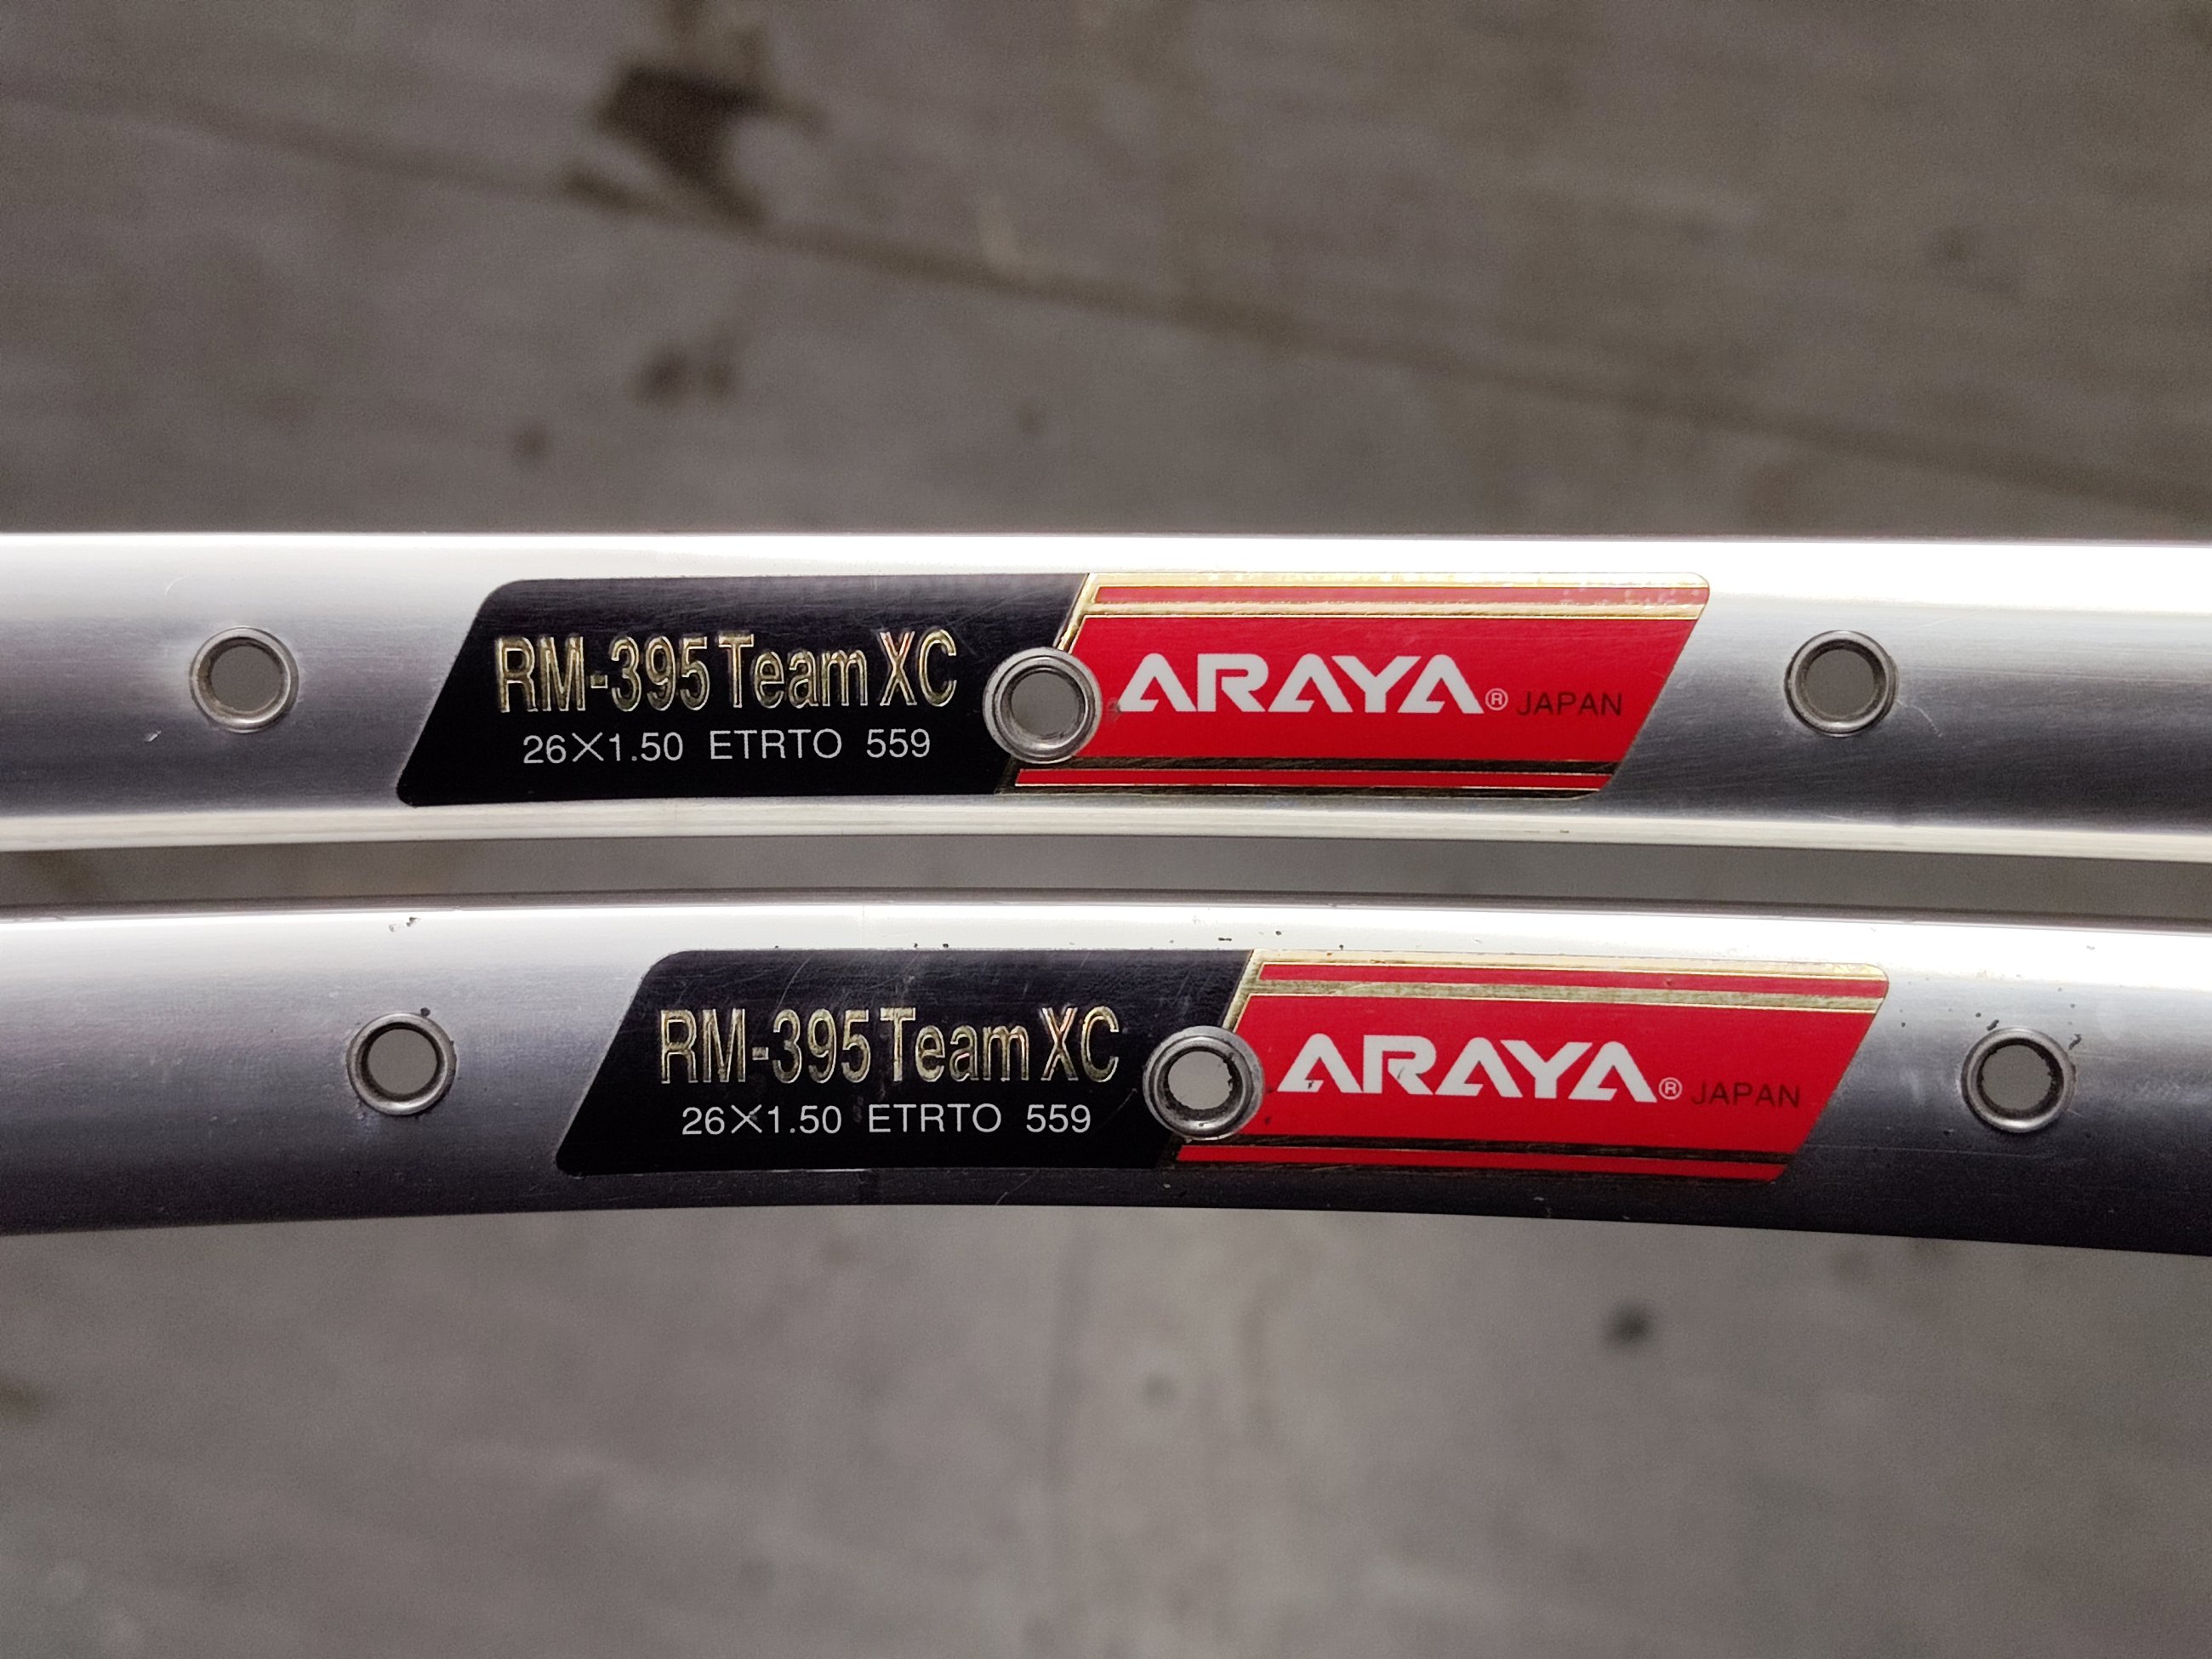 RM-395 Team XC
26×1.50 ETRTO 559
ARAYA® JAPAN
RM-395 Team XC
26×1.50 ETRTO 559
ARAYA® JAPAN